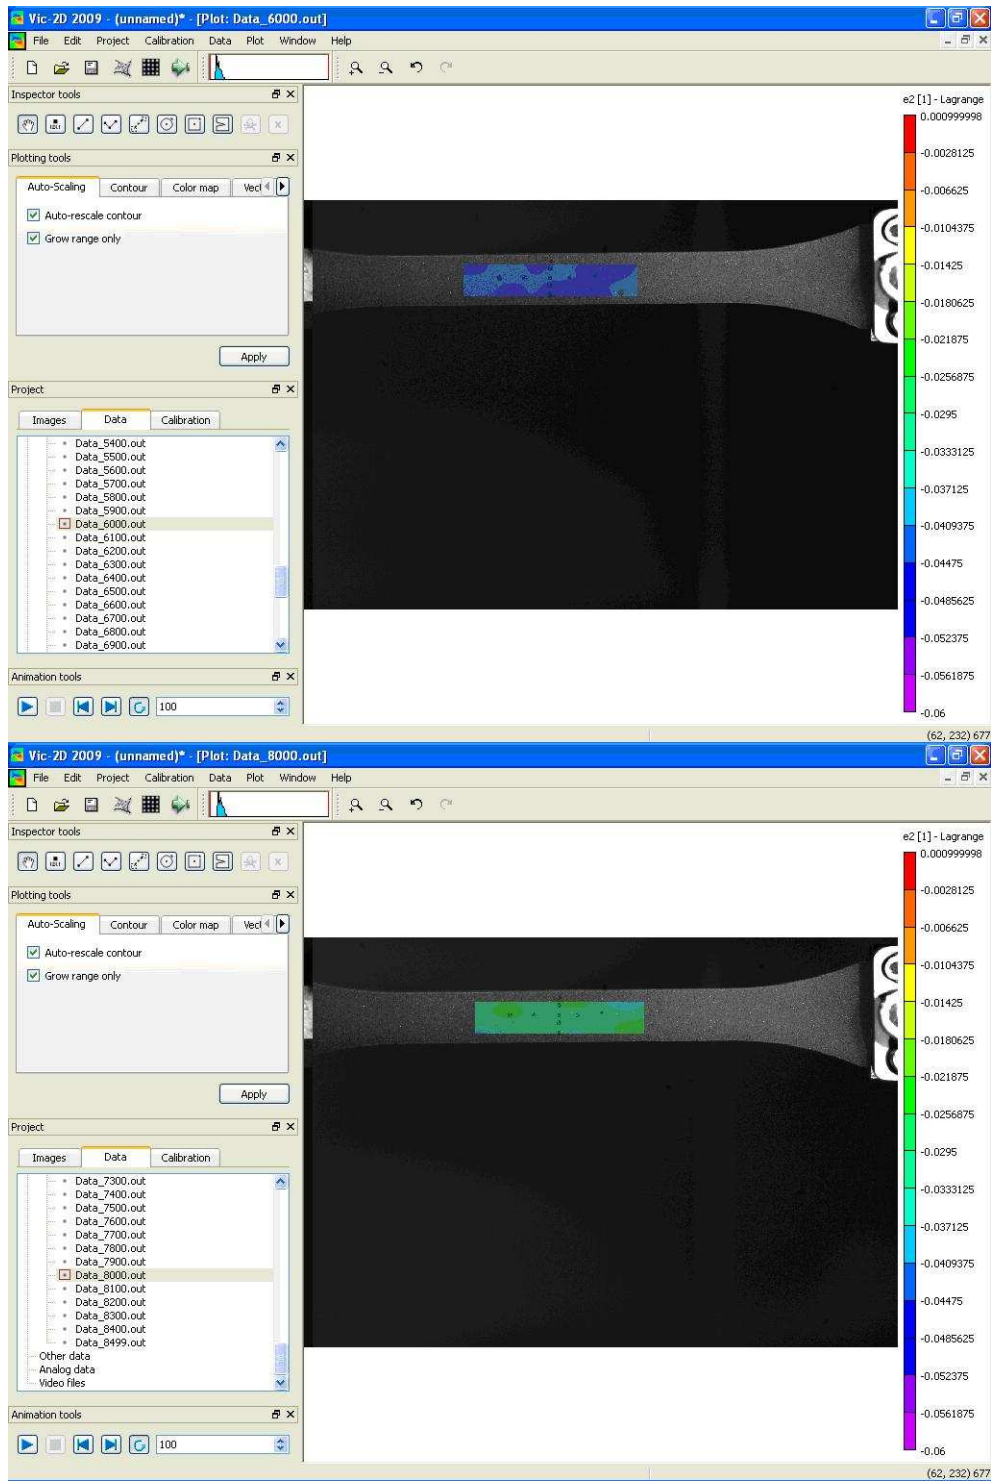 Vic-2D 2009 - (unnamed)* - [Plot: Data_6000.out]
File Edit Project Calibration Data Plot Window Help
Inspector tools
Plotting tools
Auto-Scaling Contour Color map Vect
Auto-rescale contour
Grow range only
Apply
Project
Images Data Calibration
Data_5400.out
Data_5500.out
Data_5600.out
Data_5700.out
Data_5800.out
Data_5900.out
Data_6000.out
Data_6100.out
Data_6200.out
Data_6300.out
Data_6400.out
Data_6500.out
Data_6600.out
Data_6700.out
Data_6800.out
Data_6900.out
Animation tools
100
e2 [1] - Lagrange
0.000999998
-0.0028125
-0.006625
-0.0104375
-0.01425
-0.0180625
-0.021875
-0.0256875
-0.0295
-0.0333125
-0.037125
-0.0409375
-0.04475
-0.0485625
-0.052375
-0.0561875
-0.06
(62, 232) 677
Vic-2D 2009 - (unnamed)* - [Plot: Data_8000.out]
File Edit Project Calibration Data Plot Window Help
Inspector tools
Plotting tools
Auto-Scaling Contour Color map Vect
Auto-rescale contour
Grow range only
Apply
Project
Images Data Calibration
Data_7300.out
Data_7400.out
Data_7500.out
Data_7600.out
Data_7700.out
Data_7800.out
Data_7900.out
Data_8000.out
Data_8100.out
Data_8200.out
Data_8300.out
Data_8400.out
Data_8499.out
Other data
Analog data
Video files
Animation tools
100
e2 [1] - Lagrange
0.000999998
-0.0028125
-0.006625
-0.0104375
-0.01425
-0.0180625
-0.021875
-0.0256875
-0.0295
-0.0333125
-0.037125
-0.0409375
-0.04475
-0.0485625
-0.052375
-0.0561875
-0.06
(62, 232) 677